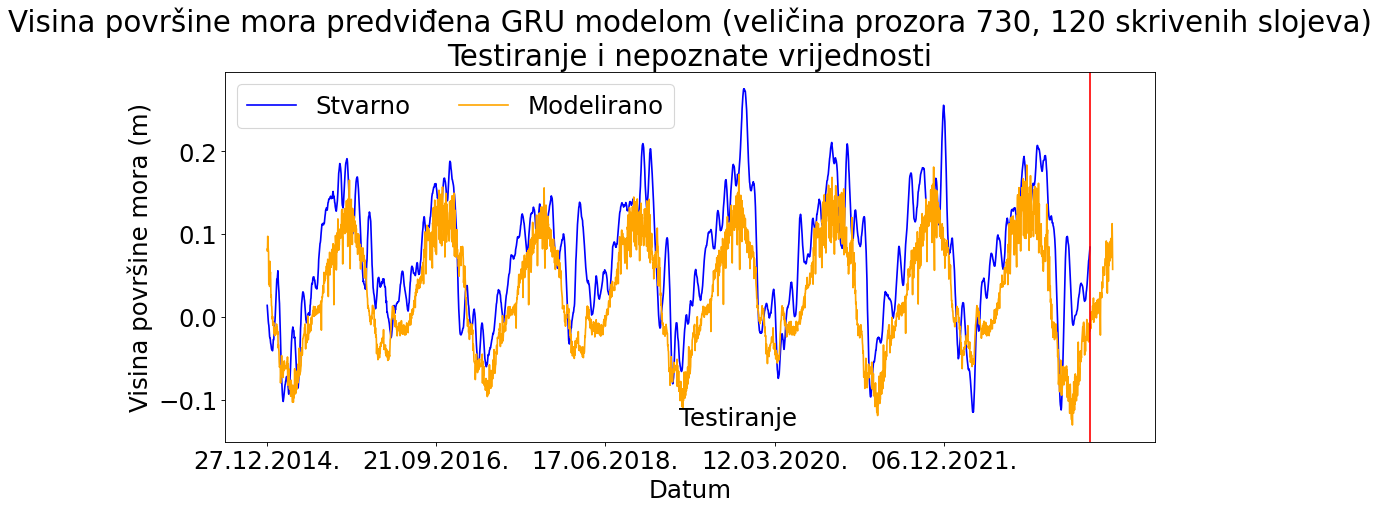 Visina površine mora predviđena GRU modelom (veličina prozora 730, 120 skrivenih slojeva)
Testiranje i nepoznate vrijednosti
Stvarno Modelirano
Visina površine mora (m)
0.2
0.1
0.0
−0.1
Testiranje
27.12.2014. 21.09.2016. 17.06.2018. 12.03.2020. 06.12.2021.
Datum